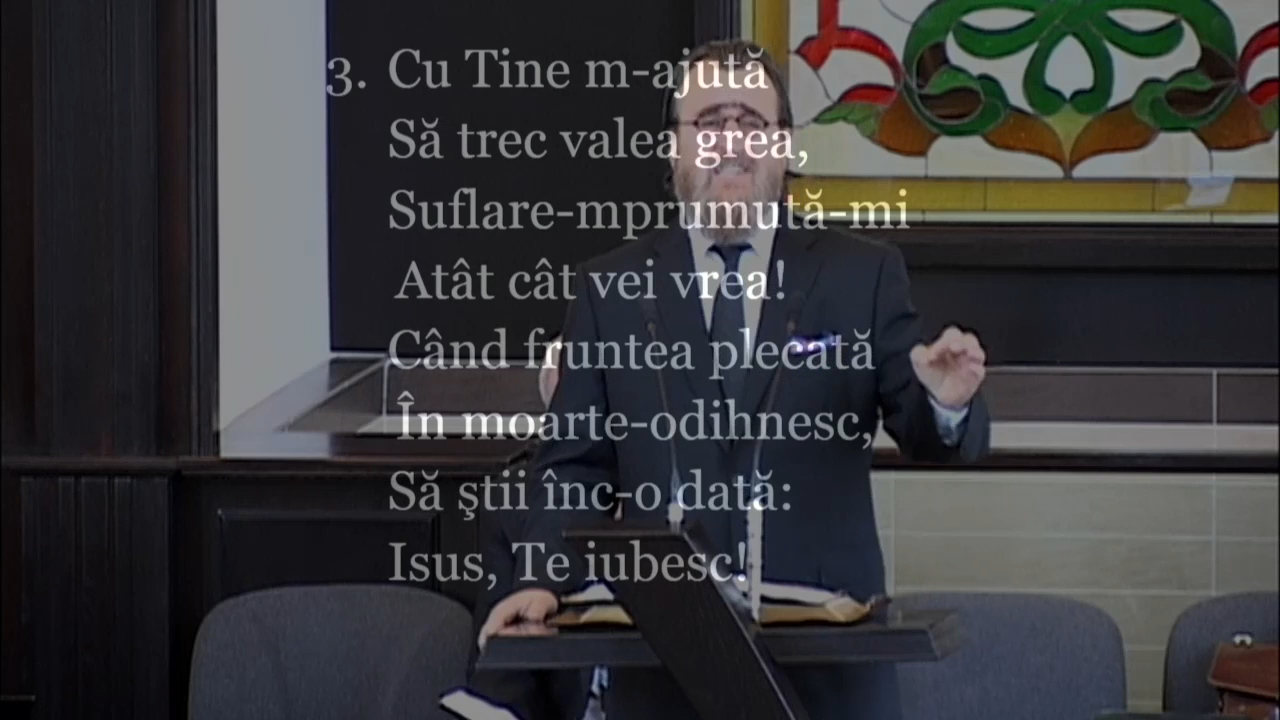 3. Cu Tine m-ajută
Să trec valea grea,
Suflare-mprumută-mi
Atât cât vei vrea!
Când fruntea plecată
În moarte-odihnesc,
Să ştii înc-o dată:
Isus, Te iubesc!